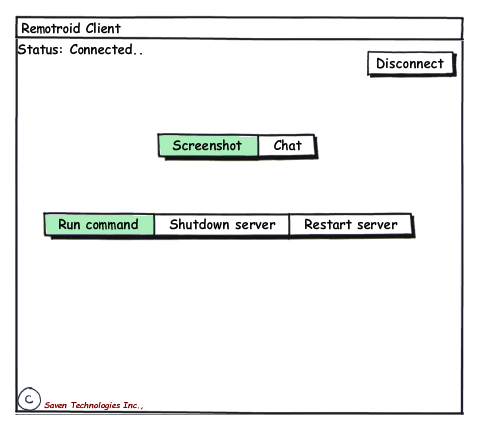 Remotroid Client
Status: Connected..
Disconnect
Screenshot Chat
Run command Shutdown server Restart server
C Saven Technologies Inc.,